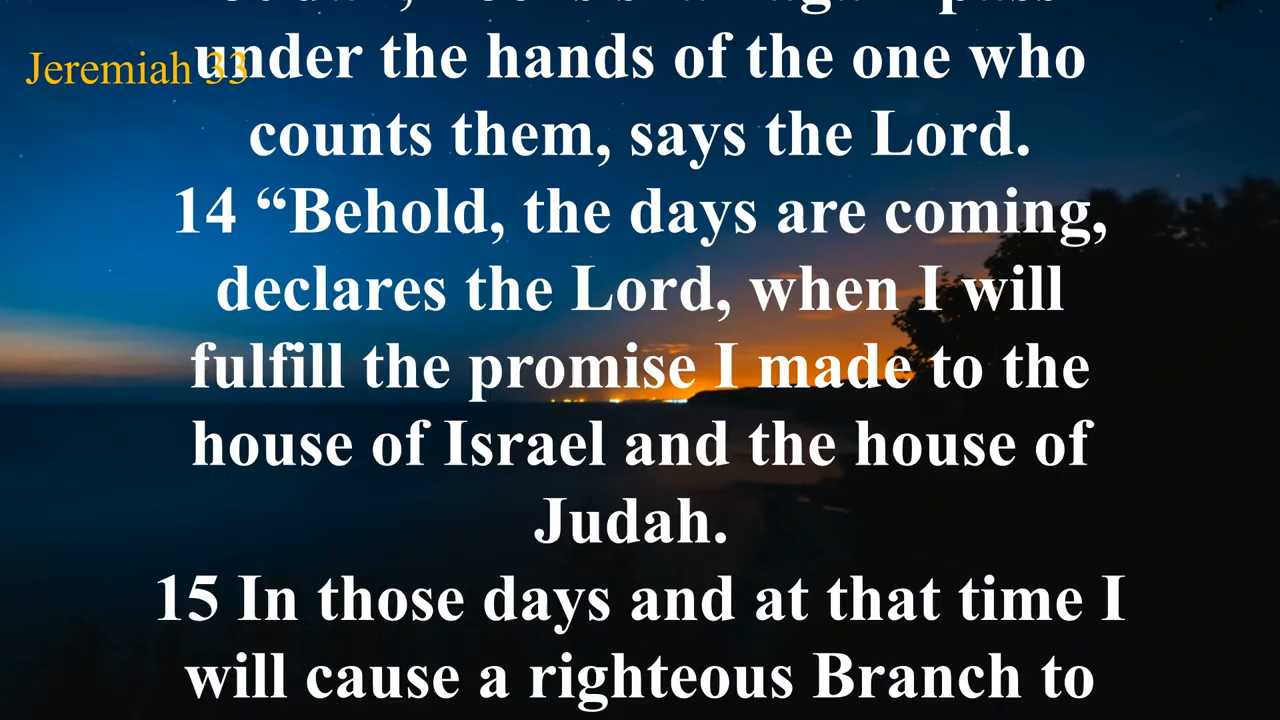 Jeremiah 33
under the hands of the one who
counts them, says the Lord.
14 “Behold, the days are coming,
declares the Lord, when I will
fulfill the promise I made to the
house of Israel and the house of
Judah.
15 In those days and at that time I
will cause a righteous Branch to